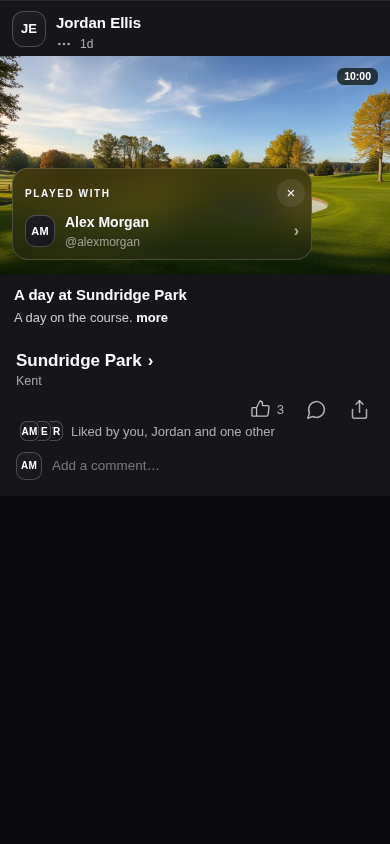 JE
Jordan Ellis
••• 1d
10:00
PLAYED WITH
×
AM
Alex Morgan
@alexmorgan
›
A day at Sundridge Park
A day on the course. more
Sundridge Park ›
Kent
3
AM E R Liked by you, Jordan and one other
AM Add a comment…